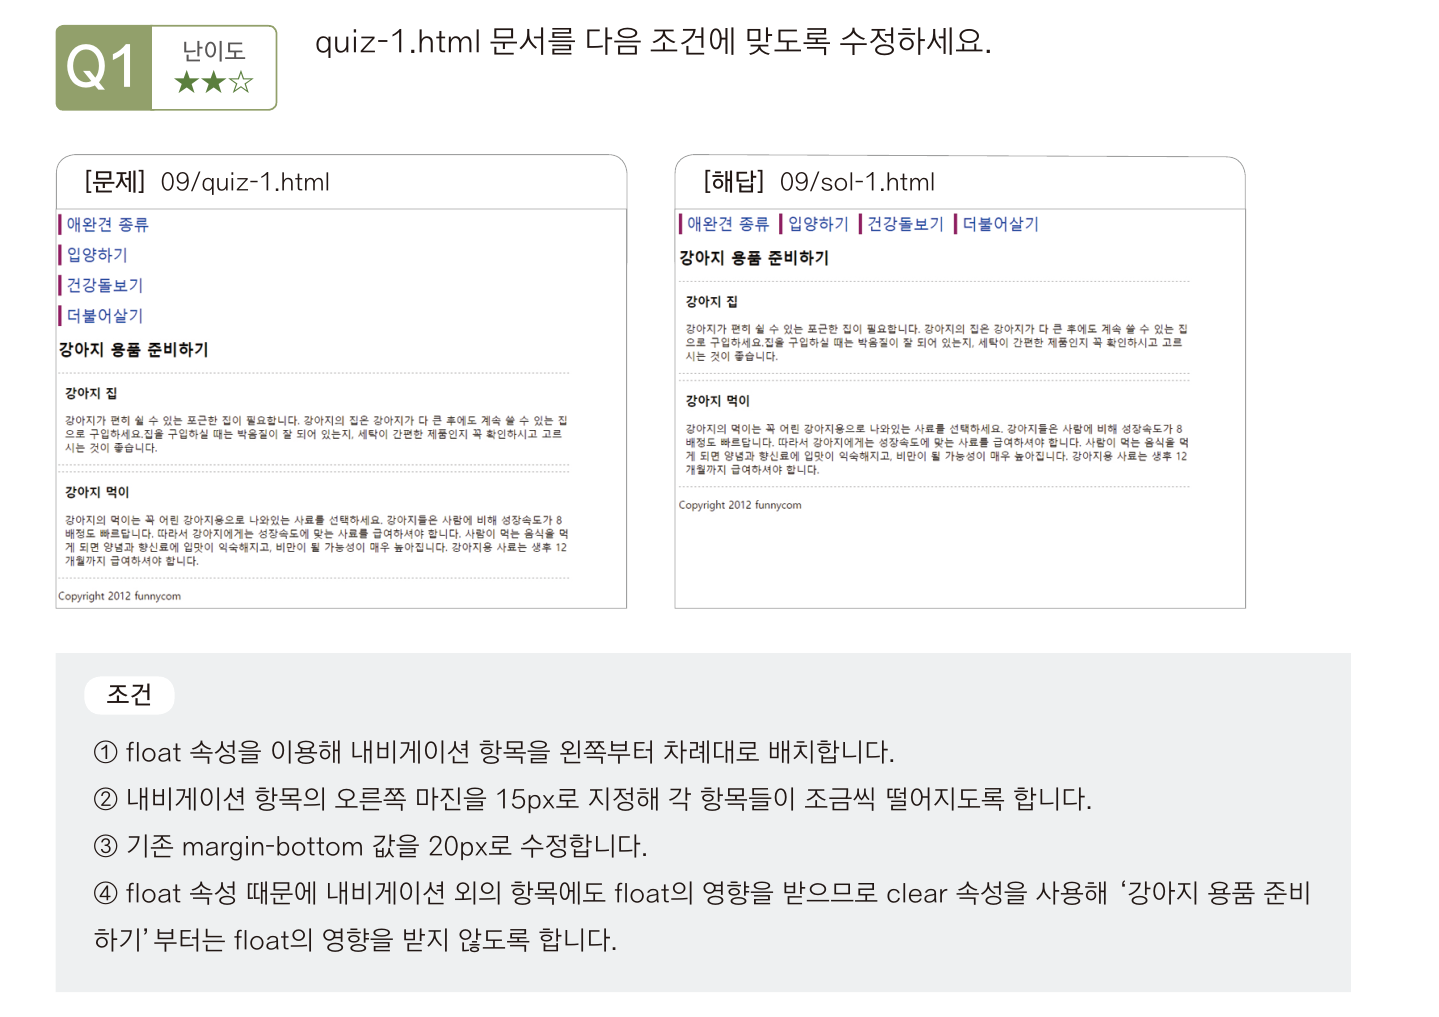 Q1
난이도
★★☆
quiz-1.html 문서를 다음 조건에 맞도록 수정하세요.
[문제] 09/quiz-1.html
애완견 종류
입양하기
건강돌보기
더불어살기
강아지 용품 준비하기
강아지 집
강아지가 편히 쉴 수 있는 포근한 집이 필요합니다. 강아지의 집은 강아지가 다 큰 후에도 계속 쓸 수 있는 집
으로 구입하세요.집을 구입하실 때는 박음질이 잘 되어 있는지, 세탁이 간편한 제품인지 꼭 확인하시고 고르
시는 것이 좋습니다.
강아지 먹이
강아지의 먹이는 꼭 어린 강아지용으로 나와있는 사료를 선택하세요. 강아지들은 사람에 비해 성장속도가 8
배정도 빠르답니다. 따라서 강아지에게는 성장속도에 맞는 사료를 급여하셔야 합니다. 사람이 먹는 음식을 먹
게 되면 양념과 향신료에 입맛이 익숙해지고, 비만이 될 가능성이 매우 높아집니다. 강아지용 사료는 생후 12
개월까지 급여하셔야 합니다.
Copyright 2012 funnycom
[해답] 09/sol-1.html
애완견 종류 입양하기 건강돌보기 더불어살기
강아지 용품 준비하기
강아지 집
강아지가 편히 쉴 수 있는 포근한 집이 필요합니다. 강아지의 집은 강아지가 다 큰 후에도 계속 쓸 수 있는 집
으로 구입하세요.집을 구입하실 때는 박음질이 잘 되어 있는지, 세탁이 간편한 제품인지 꼭 확인하시고 고르
시는 것이 좋습니다.
강아지 먹이
강아지의 먹이는 꼭 어린 강아지용으로 나와있는 사료를 선택하세요. 강아지들은 사람에 비해 성장속도가 8
배정도 빠르답니다. 따라서 강아지에게는 성장속도에 맞는 사료를 급여하셔야 합니다. 사람이 먹는 음식을 먹
게 되면 양념과 향신료에 입맛이 익숙해지고, 비만이 될 가능성이 매우 높아집니다. 강아지용 사료는 생후 12
개월까지 급여하셔야 합니다.
Copyright 2012 funnycom
조건
① float 속성을 이용해 내비게이션 항목을 왼쪽부터 차례대로 배치합니다.
② 내비게이션 항목의 오른쪽 마진을 15px로 지정해 각 항목들이 조금씩 떨어지도록 합니다.
③ 기존 margin-bottom 값을 20px로 수정합니다.
④ float 속성 때문에 내비게이션 외의 항목에도 float의 영향을 받으므로 clear 속성을 사용해 ‘강아지 용품 준비
하기’부터는 float의 영향을 받지 않도록 합니다.